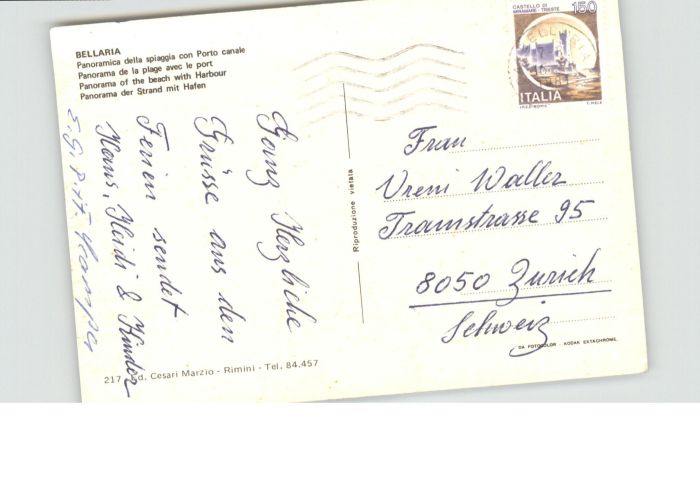 BELLARIA
Panoramica della spiaggia con Porto canale
Panorama de la plage avec le port
Panorama of the beach with Harbour
Panorama der Strand mit Hafen
CASTELLO DI
MIRAMARE - TRIESTE
150
ITALIA
Ganz Herzliche
Grüsse aus den
Ferien sendet
Hans, Heidi & Kinder
Riproduzione vietata
Frau
Vreni Waller
Tramstrasse 95
8050 Zürich
Schweiz
DA FOTOCOLOR KODAK EKTACHROME
217 Ed. Cesari Marzio - Rimini - Tel. 84.457